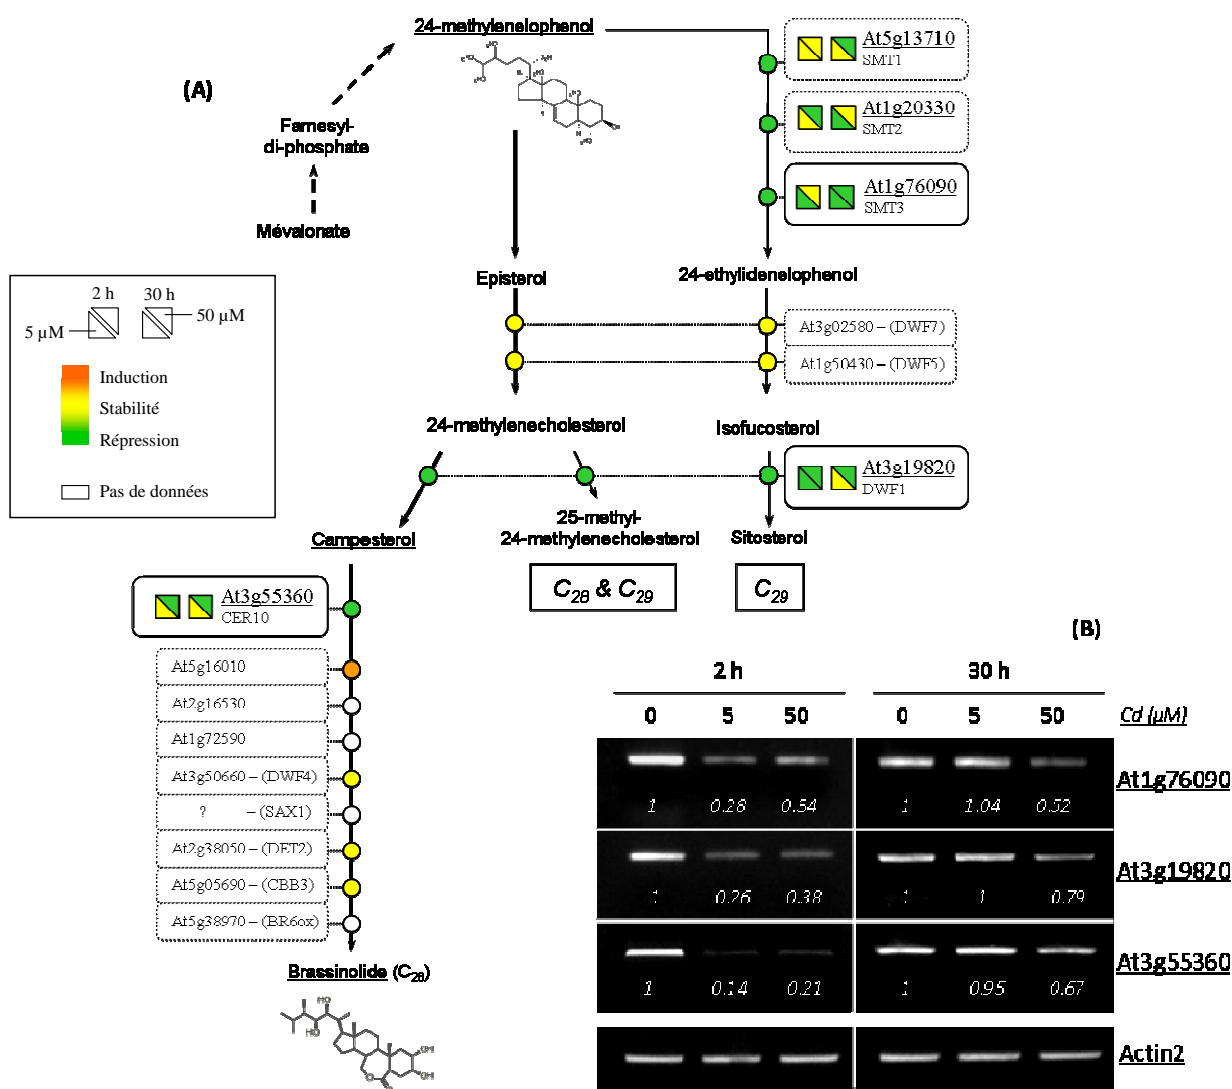 24-methylenelophenol
At5g13710
SMT1
(A)
At1g20330
SMT2
Farnesyl-
di-phosphate
At1g76090
SMT3
Mévalonate
Episterol
24-ethylidenelophenol
2 h
30 h
50 µM
5 µM
At3g02580 – (DWF7)
At1g50430 – (DWF5)
Induction
Stabilité
Répression
24-methylenecholesterol
Isofucosterol
At3g19820
DWF1
Pas de données
25-methyl-
24-methylenecholesterol
Sitosterol
Campesterol
C28 & C29
C29
At3g55360
CER10
(B)
At5g16010
At2g16530
At1g72590
At3g50660 – (DWF4)
? – (SAX1)
At2g38050 – (DET2)
At5g05690 – (CBB3)
At5g38970 – (BR6ox)
Brassinolide (C28)
2 h
30 h
0 5 50 0 5 50 Cd (µM)
At1g76090
1 0.28 0.54 1 1.04 0.52
At3g19820
1 0.26 0.38 1 1 0.79
At3g55360
1 0.14 0.21 1 0.95 0.67
Actin2